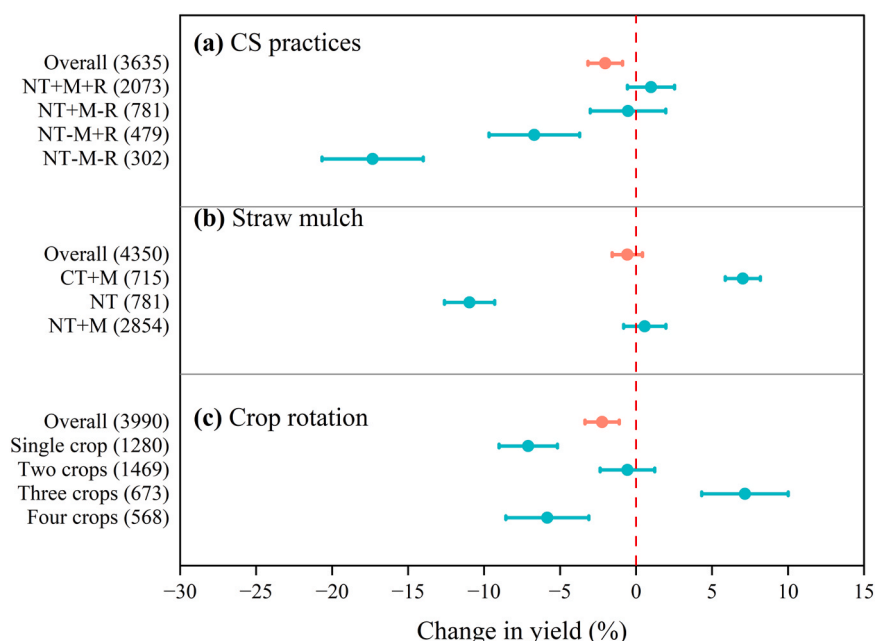 (a) CS practices
Overall (3635)
NT+M+R (2073)
NT+M-R (781)
NT-M+R (479)
NT-M-R (302)
(b) Straw mulch
Overall (4350)
CT+M (715)
NT (781)
NT+M (2854)
(c) Crop rotation
Overall (3990)
Single crop (1280)
Two crops (1469)
Three crops (673)
Four crops (568)
−30 −25 −20 −15 −10 −5 0 5 10 15
Change in yield (%)